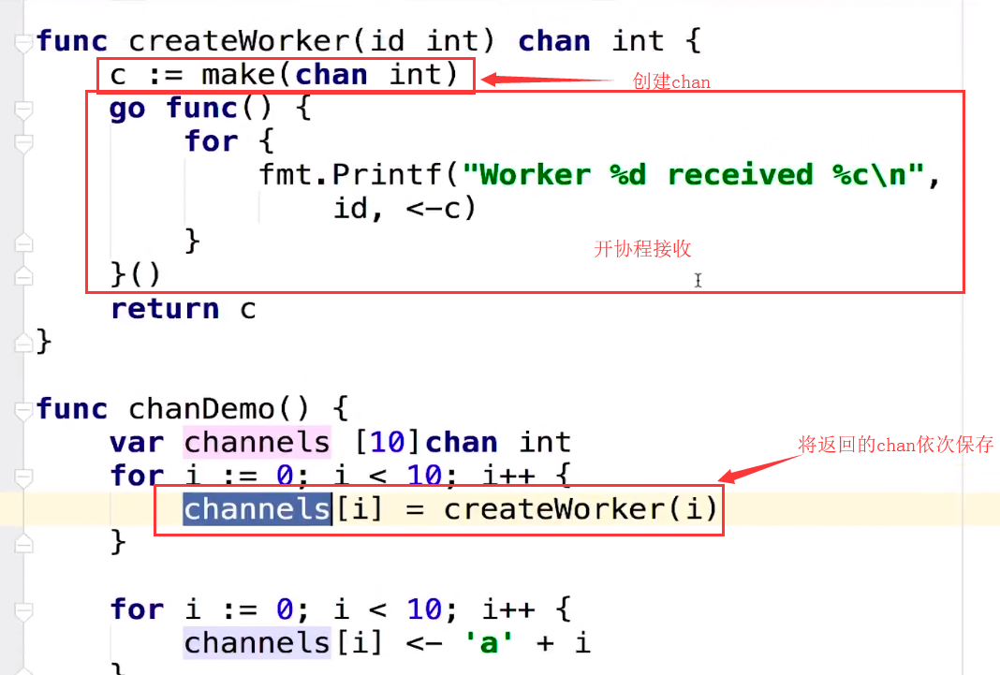 func createWorker(id int) chan int {
c := make(chan int)
创建chan
go func() {
for {
fmt.Printf("Worker %d received %c\n",
id, <-c)
}
开协程接收
}()
return c
}
func chanDemo() {
var channels [10]chan int
将返回的chan依次保存
for i := 0; i < 10; i++ {
channels[i] = createWorker(i)
}
for i := 0; i < 10; i++ {
channels[i] <- 'a' + i
}